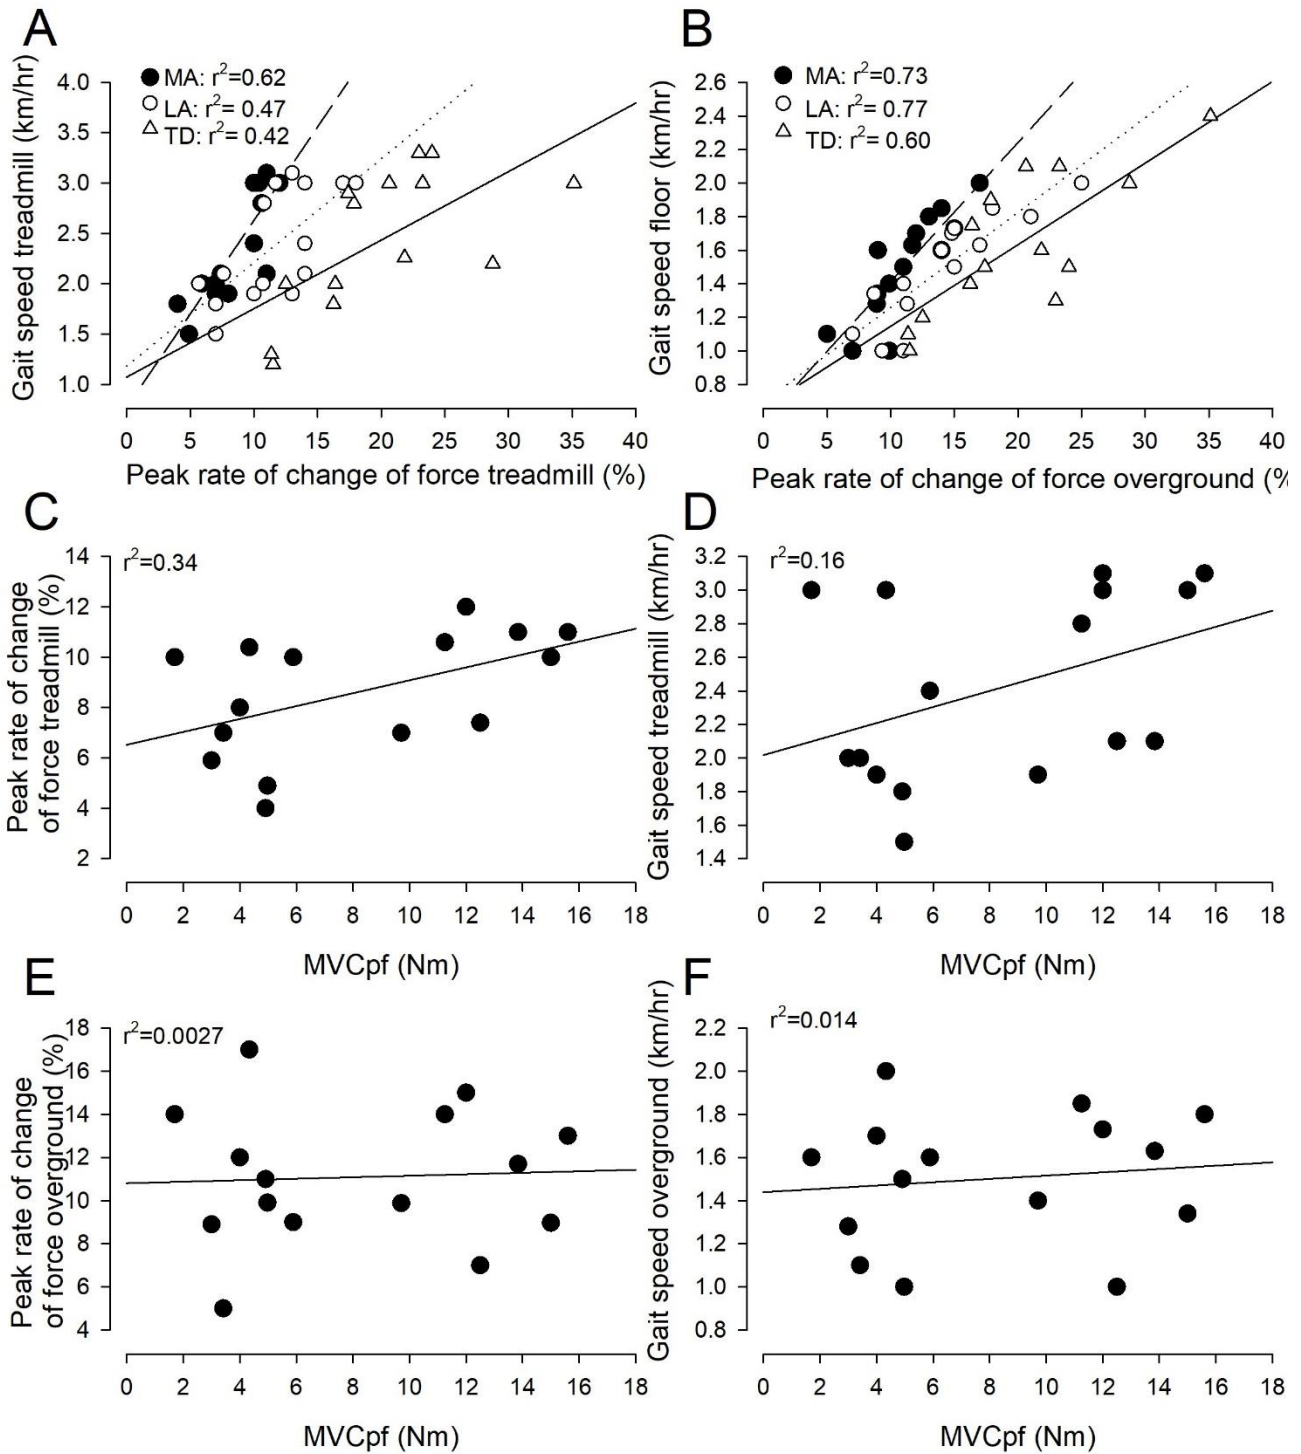 A
MA: r²=0.62
LA: r²= 0.47
TD: r²= 0.42
Gait speed treadmill (km/hr)
4.0
3.5
3.0
2.5
2.0
1.5
1.0
0 5 10 15 20 25 30 35 40
Peak rate of change of force treadmill (%)
B
MA: r²=0.73
LA: r²= 0.77
TD: r²= 0.60
Gait speed floor (km/hr)
2.6
2.4
2.2
2.0
1.8
1.6
1.4
1.2
1.0
0.8
0 5 10 15 20 25 30 35 40
Peak rate of change of force overground (%
C
r²=0.34
Peak rate of change
of force treadmill (%)
14
12
10
8
6
4
2
0 2 4 6 8 10 12 14 16 18
MVCpf (Nm)
D
r²=0.16
Gait speed treadmill (km/hr)
3.2
3.0
2.8
2.6
2.4
2.2
2.0
1.8
1.6
1.4
0 2 4 6 8 10 12 14 16 18
MVCpf (Nm)
E
r²=0.0027
Peak rate of change
of force overground (%)
18
16
14
12
10
8
6
4
0 2 4 6 8 10 12 14 16 18
MVCpf (Nm)
F
r²=0.014
Gait speed overground (km/hr)
2.2
2.0
1.8
1.6
1.4
1.2
1.0
0.8
0 2 4 6 8 10 12 14 16 18
MVCpf (Nm)